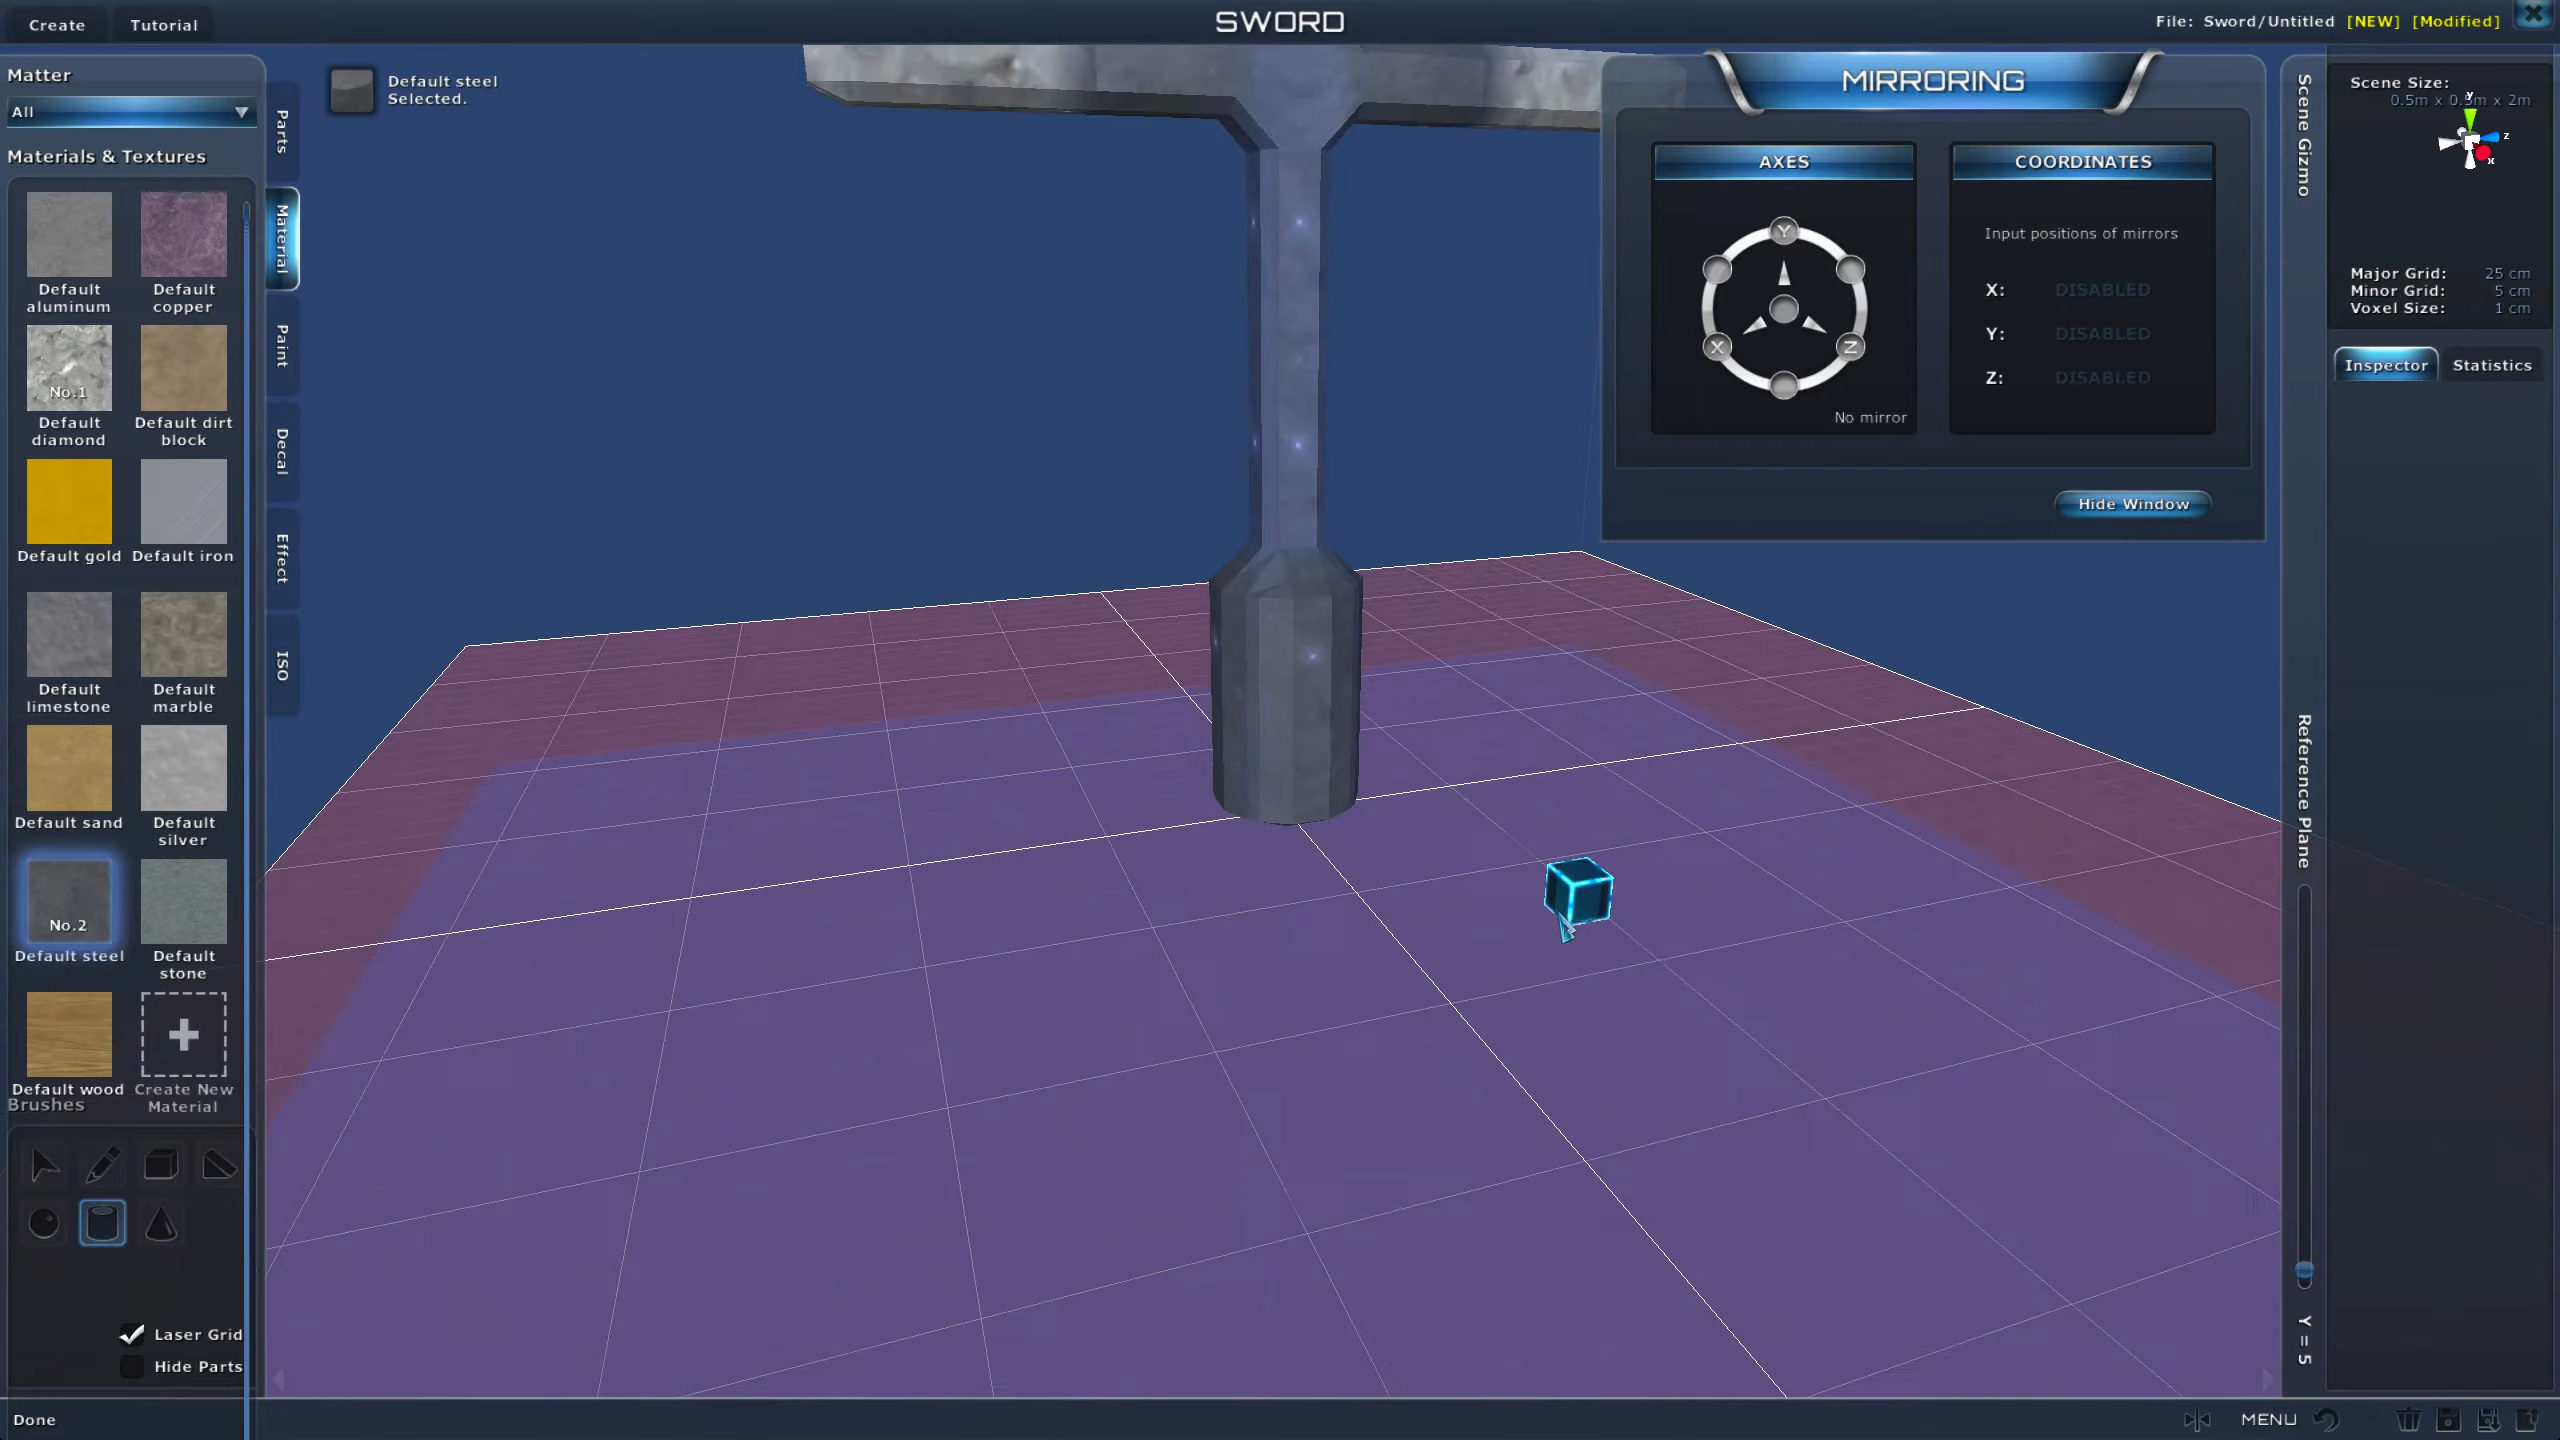 Create
Tutorial
SWORD
File: Sword/Untitled [NEW] [Modified]
Matter
All
Materials & Textures
Default
aluminum
Default
copper
No.1
Default
diamond
Default dirt
block
Default gold
Default iron
Default
limestone
Default
marble
Default sand
Default
silver
No.2
Default steel
Default
stone
Default wood
Create New
Material
Brushes
Laser Grid
Hide Parts
Done
Parts
Material
Paint
Decal
Effect
ISO
Default steel
Selected.
MIRRORING
AXES
Y
X
Z
No mirror
COORDINATES
Input positions of mirrors
X: DISABLED
Y: DISABLED
Z: DISABLED
Hide Window
Scene Gizmo
Reference Plane
Y = 5
Scene Size:
0.5m x 0.5m x 2m
Y
Z
X
Major Grid: 25 cm
Minor Grid: 5 cm
Voxel Size: 1 cm
Inspector
Statistics
MENU